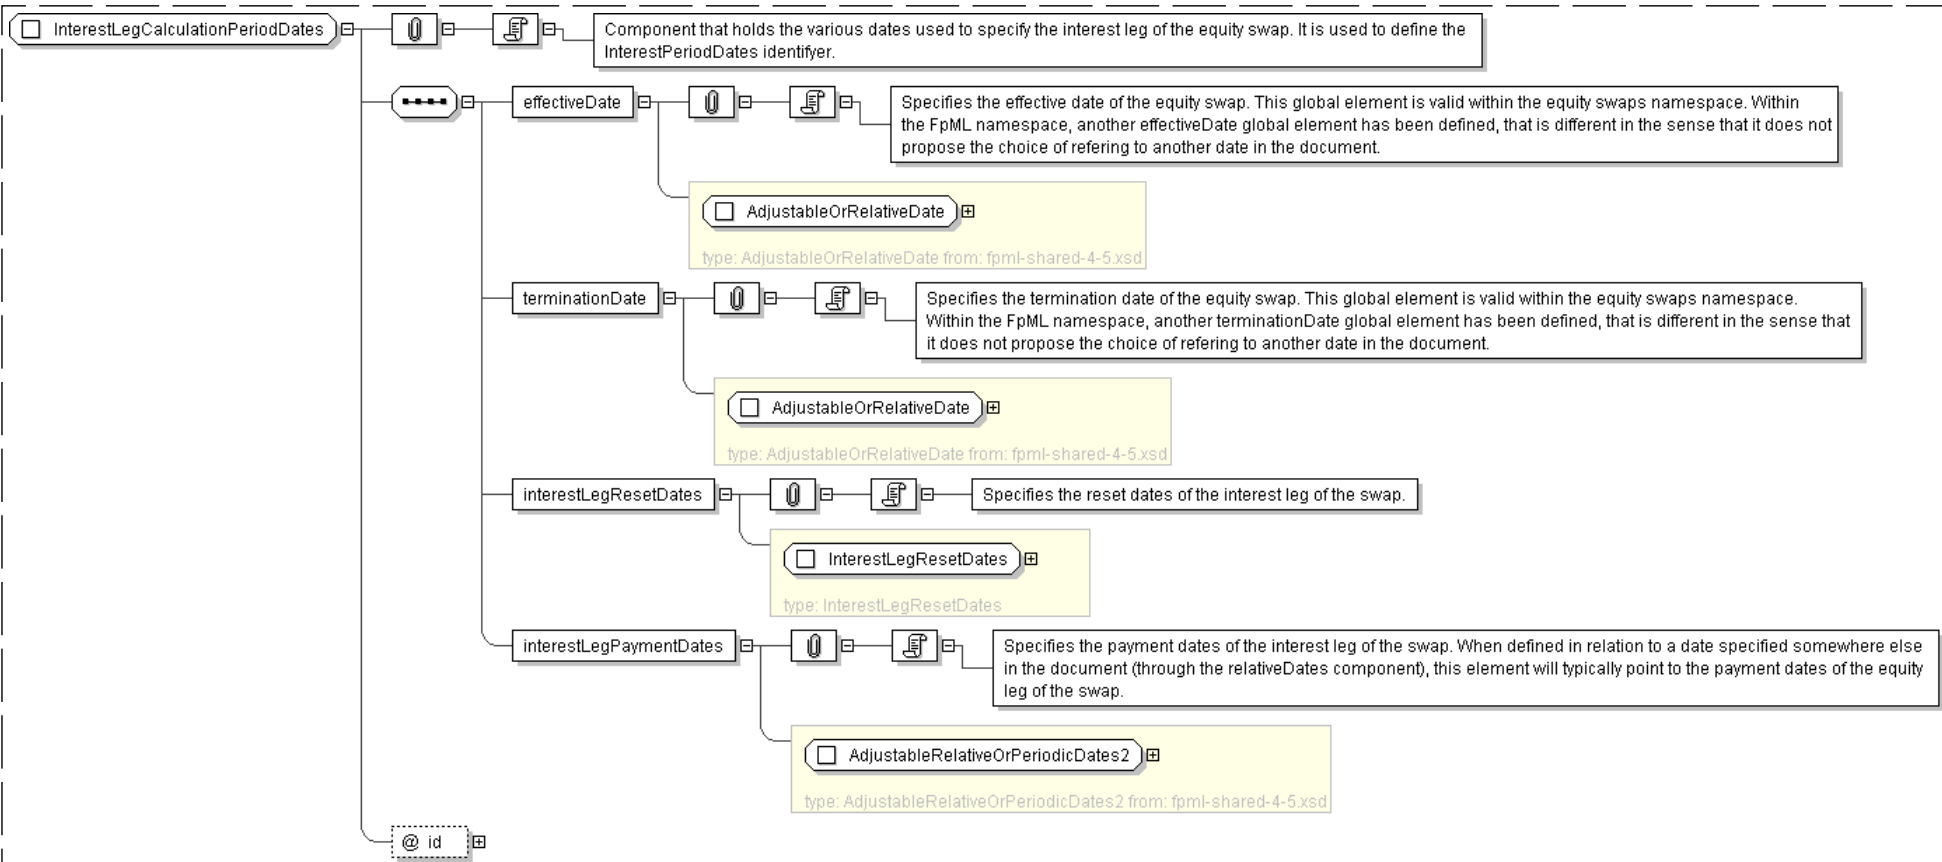 InterestLegCalculationPeriodDates
Component that holds the various dates used to specify the interest leg of the equity swap. It is used to define the
InterestPeriodDates identifyer.
effectiveDate
Specifies the effective date of the equity swap. This global element is valid within the equity swaps namespace. Within
the FpML namespace, another effectiveDate global element has been defined, that is different in the sense that it does not
propose the choice of refering to another date in the document.
AdjustableOrRelativeDate
type: AdjustableOrRelativeDate from: fpml-shared-4-5.xsd
terminationDate
Specifies the termination date of the equity swap. This global element is valid within the equity swaps namespace.
Within the FpML namespace, another terminationDate global element has been defined, that is different in the sense that
it does not propose the choice of refering to another date in the document.
AdjustableOrRelativeDate
type: AdjustableOrRelativeDate from: fpml-shared-4-5.xsd
interestLegResetDates
Specifies the reset dates of the interest leg of the swap.
InterestLegResetDates
type: InterestLegResetDates
interestLegPaymentDates
Specifies the payment dates of the interest leg of the swap. When defined in relation to a date specified somewhere else
in the document (through the relativeDates component), this element will typically point to the payment dates of the equity
leg of the swap.
AdjustableRelativeOrPeriodicDates2
type: AdjustableRelativeOrPeriodicDates2 from: fpml-shared-4-5.xsd
@ id